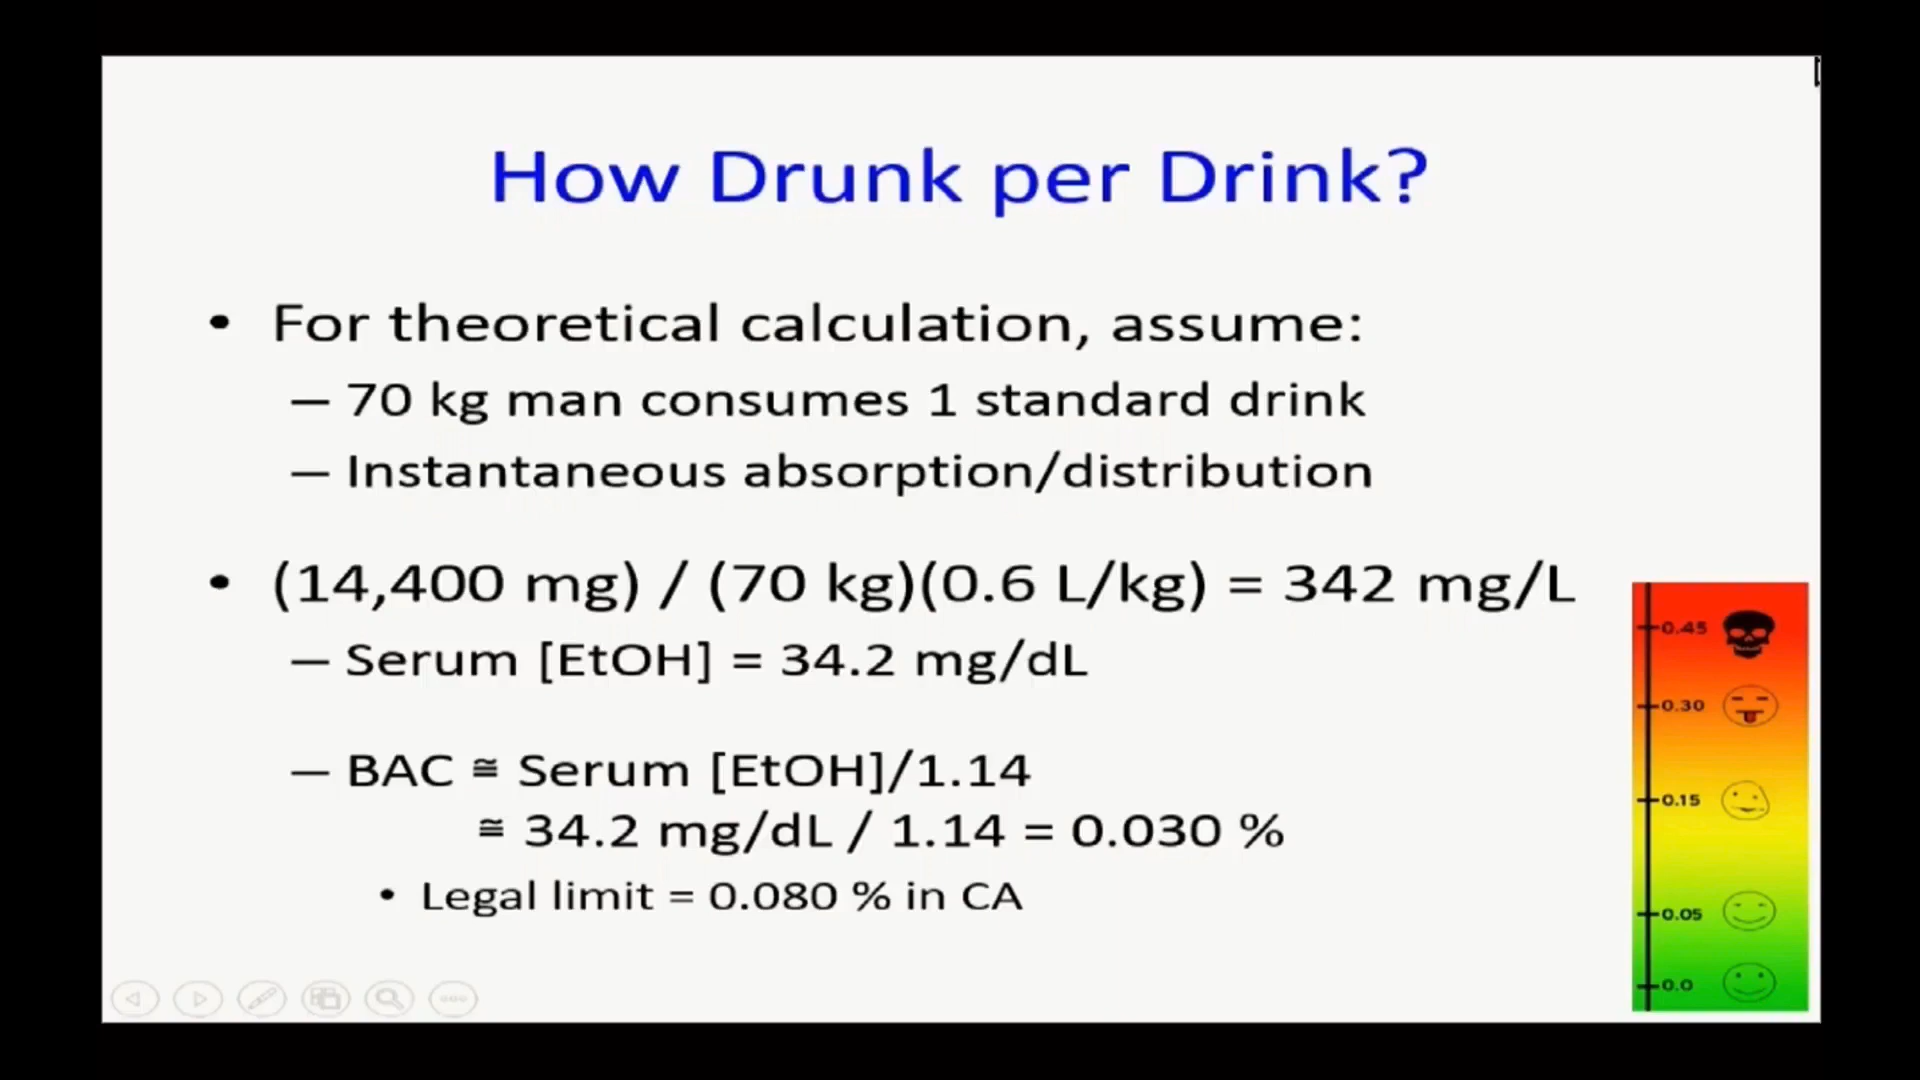 How Drunk per Drink?
• For theoretical calculation, assume:
— 70 kg man consumes 1 standard drink
— Instantaneous absorption/distribution
• (14,400 mg) / (70 kg)(0.6 L/kg) = 342 mg/L
— Serum [EtOH] = 34.2 mg/dL
— BAC ≅ Serum [EtOH]/1.14
≅ 34.2 mg/dL / 1.14 = 0.030 %
• Legal limit = 0.080 % in CA
0.45
0.30
0.15
0.05
0.0